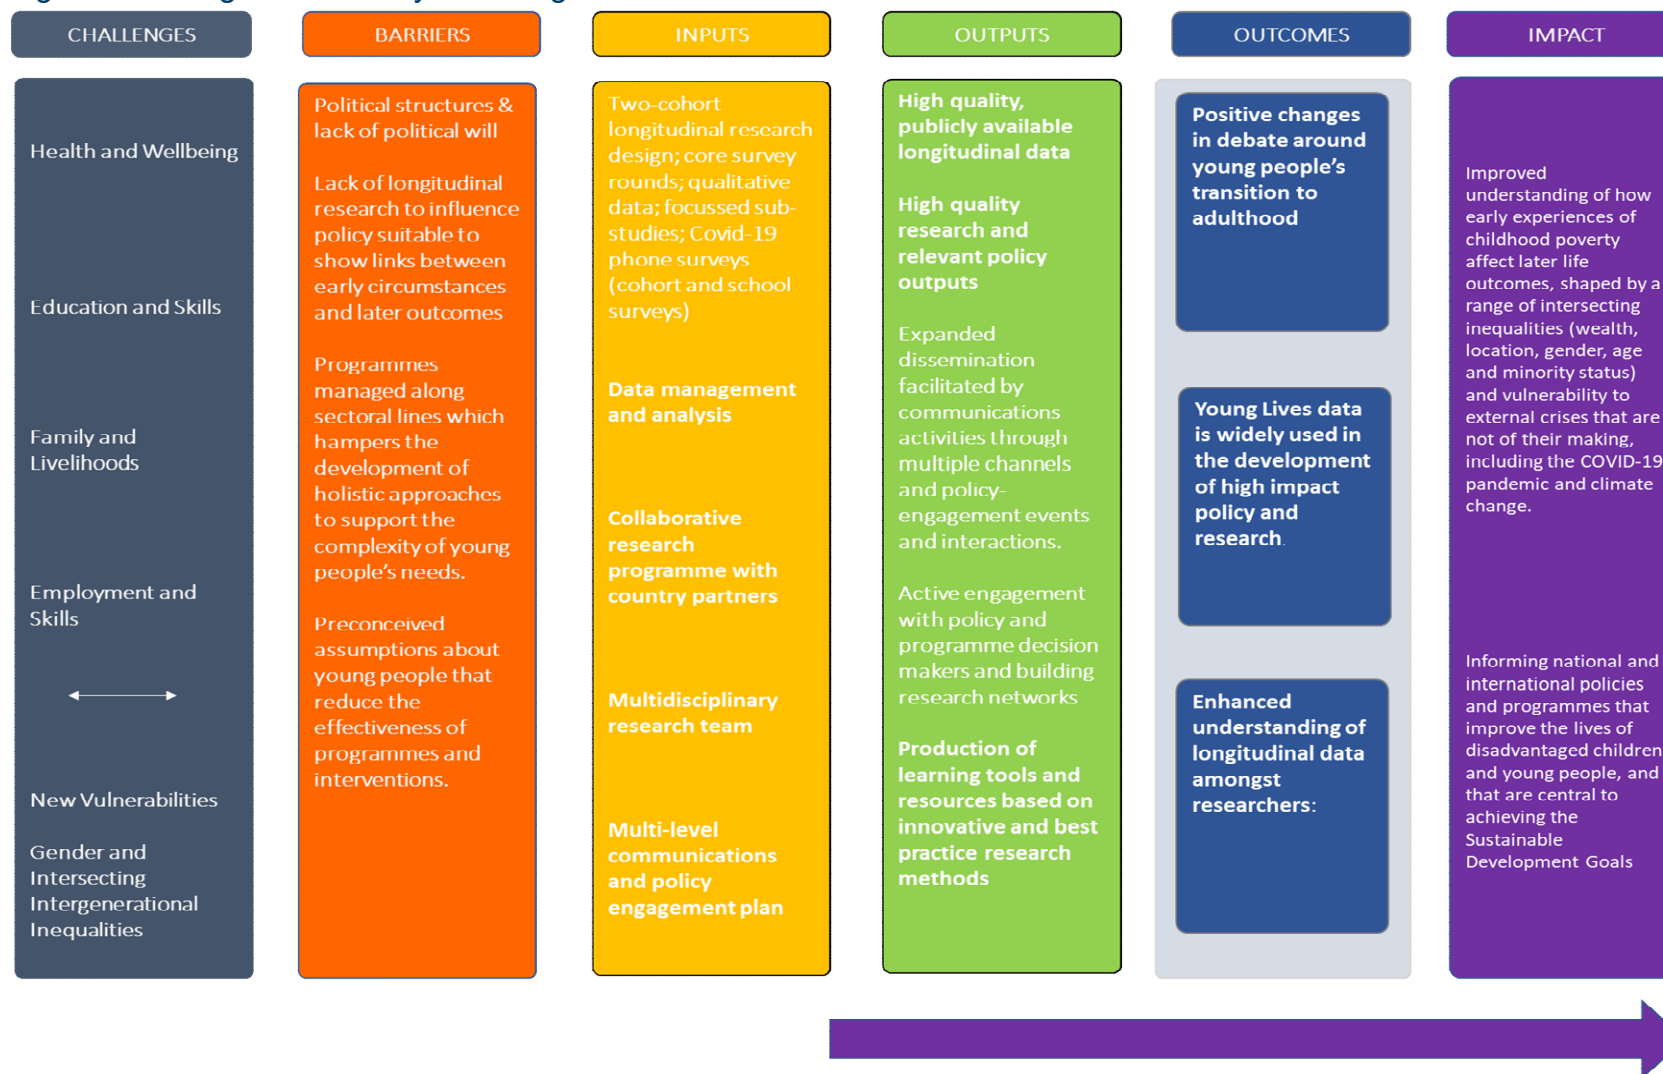 CHALLENGES
Health and Wellbeing
Education and Skills
Family and
Livelihoods
Employment and
Skills
New Vulnerabilities
Gender and
Intersecting
Intergenerational
Inequalities
BARRIERS
Political structures &
lack of political will
Lack of longitudinal
research to influence
policy suitable to
show links between
early circumstances
and later outcomes
Programmes
managed along
sectoral lines which
hampers the
development of
holistic approaches
to support the
complexity of young
people's needs.
Preconceived
assumptions about
young people that
reduce the
effectiveness of
programmes and
interventions.
INPUTS
Two-cohort
longitudinal research
design; core survey
rounds; qualitative
data; focussed sub-
studies; Covid-19
phone surveys
(cohort and school
surveys)
Data management
and analysis
Collaborative
research
programme with
country partners
Multidisciplinary
research team
Multi-level
communications
and policy
engagement plan
OUTPUTS
High quality,
publicly available
longitudinal data
High quality
research and
relevant policy
outputs
Expanded
dissemination
facilitated by
communications
activities through
multiple channels
and policy-
engagement events
and interactions.
Active engagement
with policy and
programme decision
makers and building
research networks
Production of
learning tools and
resources based on
innovative and best
practice research
methods
OUTCOMES
Positive changes
in debate around
young people's
transition to
adulthood
Young Lives data
is widely used in
the development
of high impact
policy and
research.
Enhanced
understanding of
longitudinal data
amongst
researchers:
IMPACT
Improved
understanding of how
early experiences of
childhood poverty
affect later life
outcomes, shaped by a
range of intersecting
inequalities (wealth,
location, gender, age
and minority status)
and vulnerability to
external crises that are
not of their making,
including the COVID-19
pandemic and climate
change.
Informing national and
international policies
and programmes that
improve the lives of
disadvantaged children
and young people, and
that are central to
achieving the
Sustainable
Development Goals